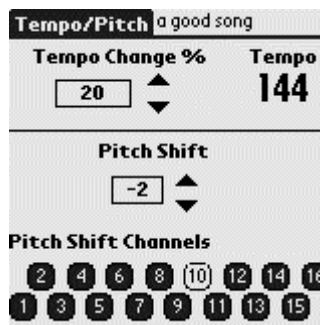 Tempo/Pitch a good song
Tempo Change % Tempo
20 144
Pitch Shift
-2
Pitch Shift Channels
2 4 6 8 10 12 14 16
1 3 5 7 9 11 13 15